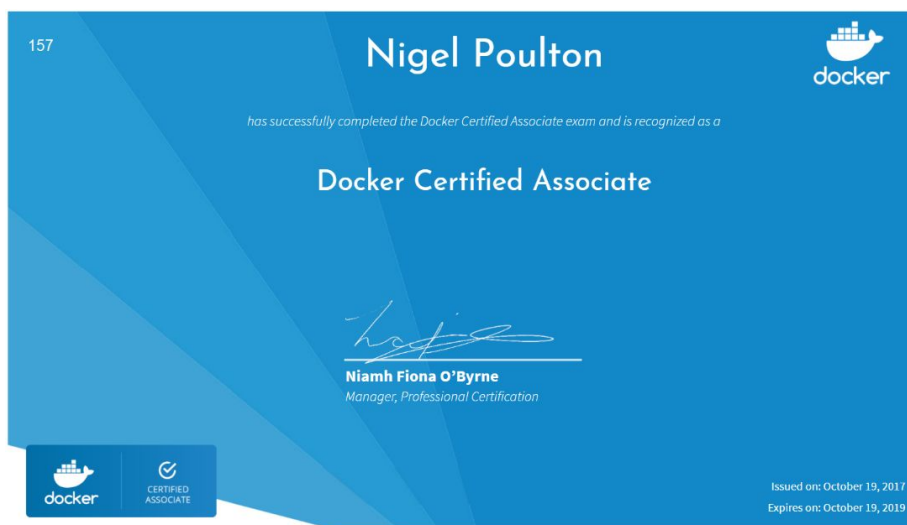 157
Nigel Poulton
docker
has successfully completed the Docker Certified Associate exam and is recognized as a
Docker Certified Associate
Niamh Fiona O’Byrne
Manager, Professional Certification
docker
CERTIFIED
ASSOCIATE
Issued on: October 19, 2017
Expires on: October 19, 2019